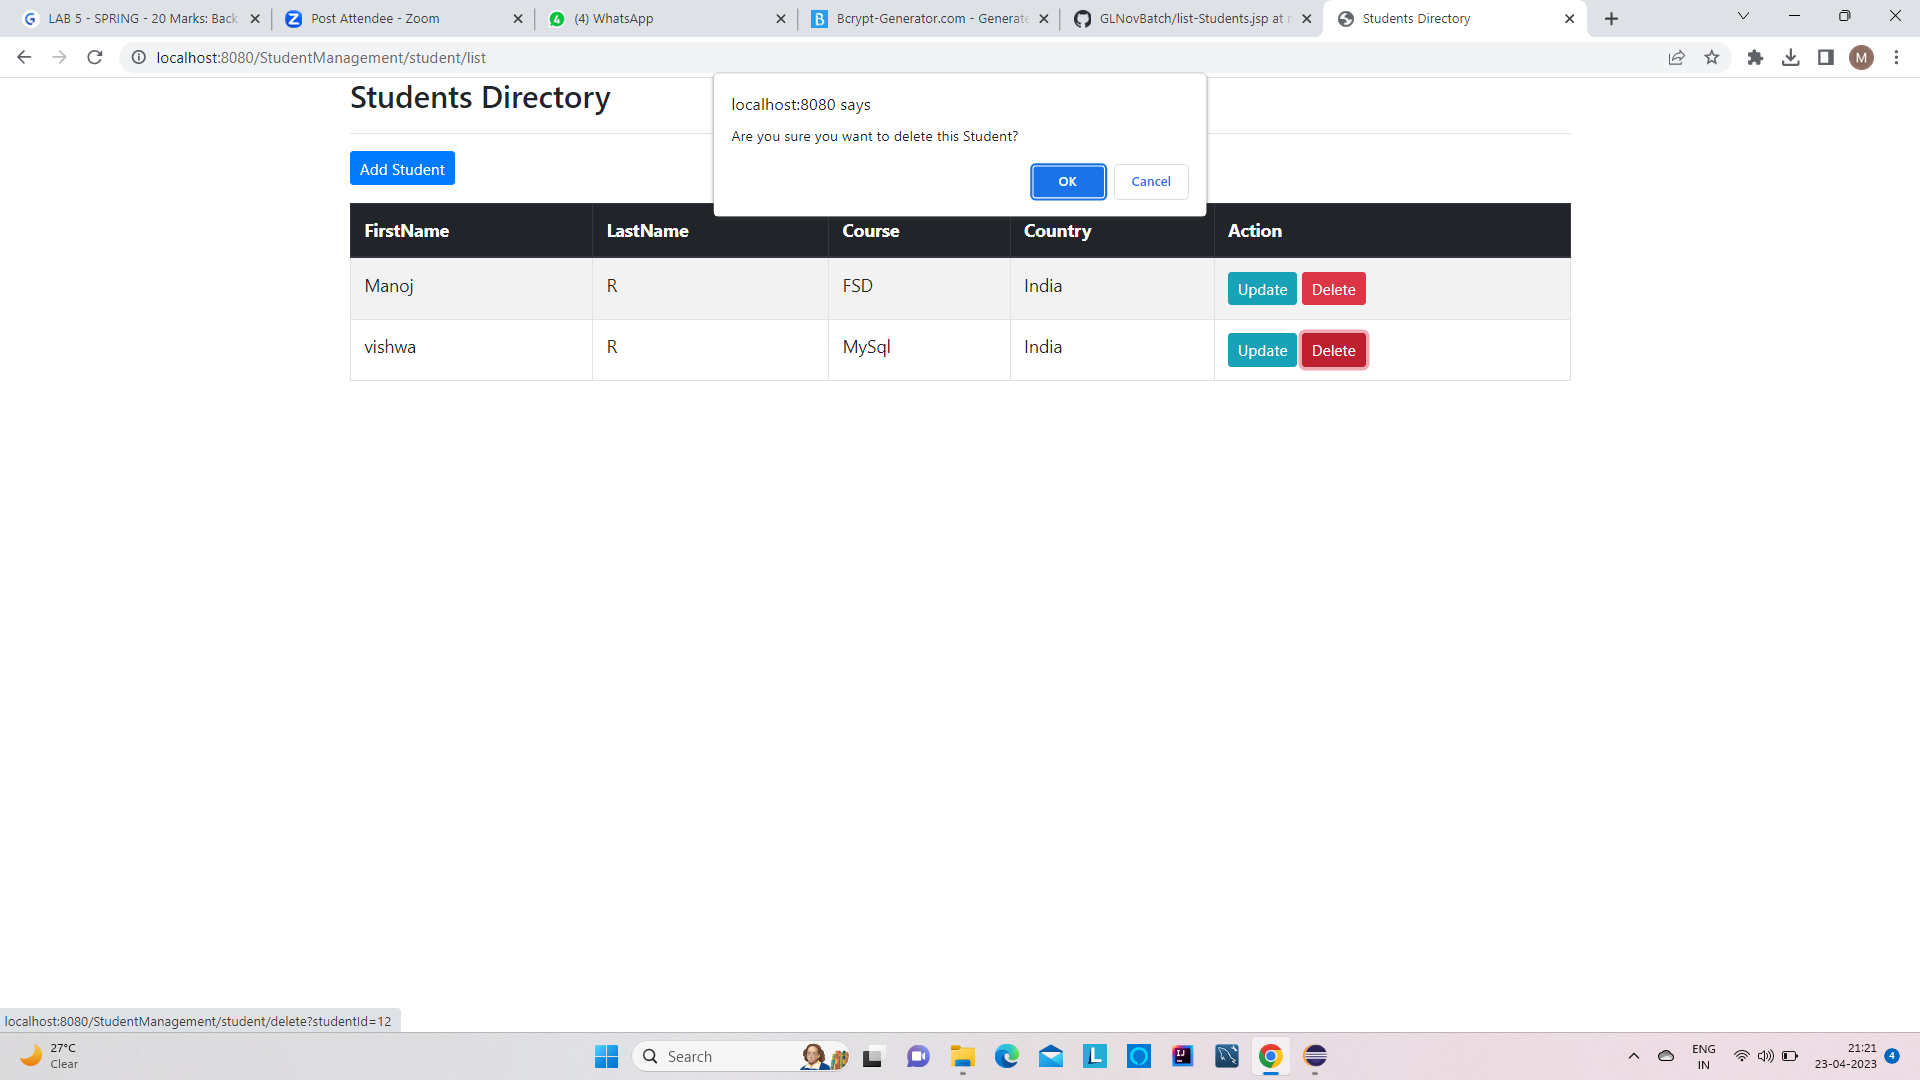 LAB 5 - SPRING - 20 Marks: Back
Post Attendee - Zoom
4 (4) WhatsApp
B Bcrypt-Generator.com - Generate
GLNovBatch/list-Students.jsp at m
Students Directory
localhost:8080/StudentManagement/student/list
M
Students Directory
localhost:8080 says
Are you sure you want to delete this Student?
OK Cancel
Add Student
FirstName LastName Course Country Action
Manoj R FSD India Update Delete
vishwa R MySql India Update Delete
localhost:8080/StudentManagement/student/delete?studentId=12
27°C
Clear
Search
L
IJ
ENG
IN
21:21
23-04-2023
4